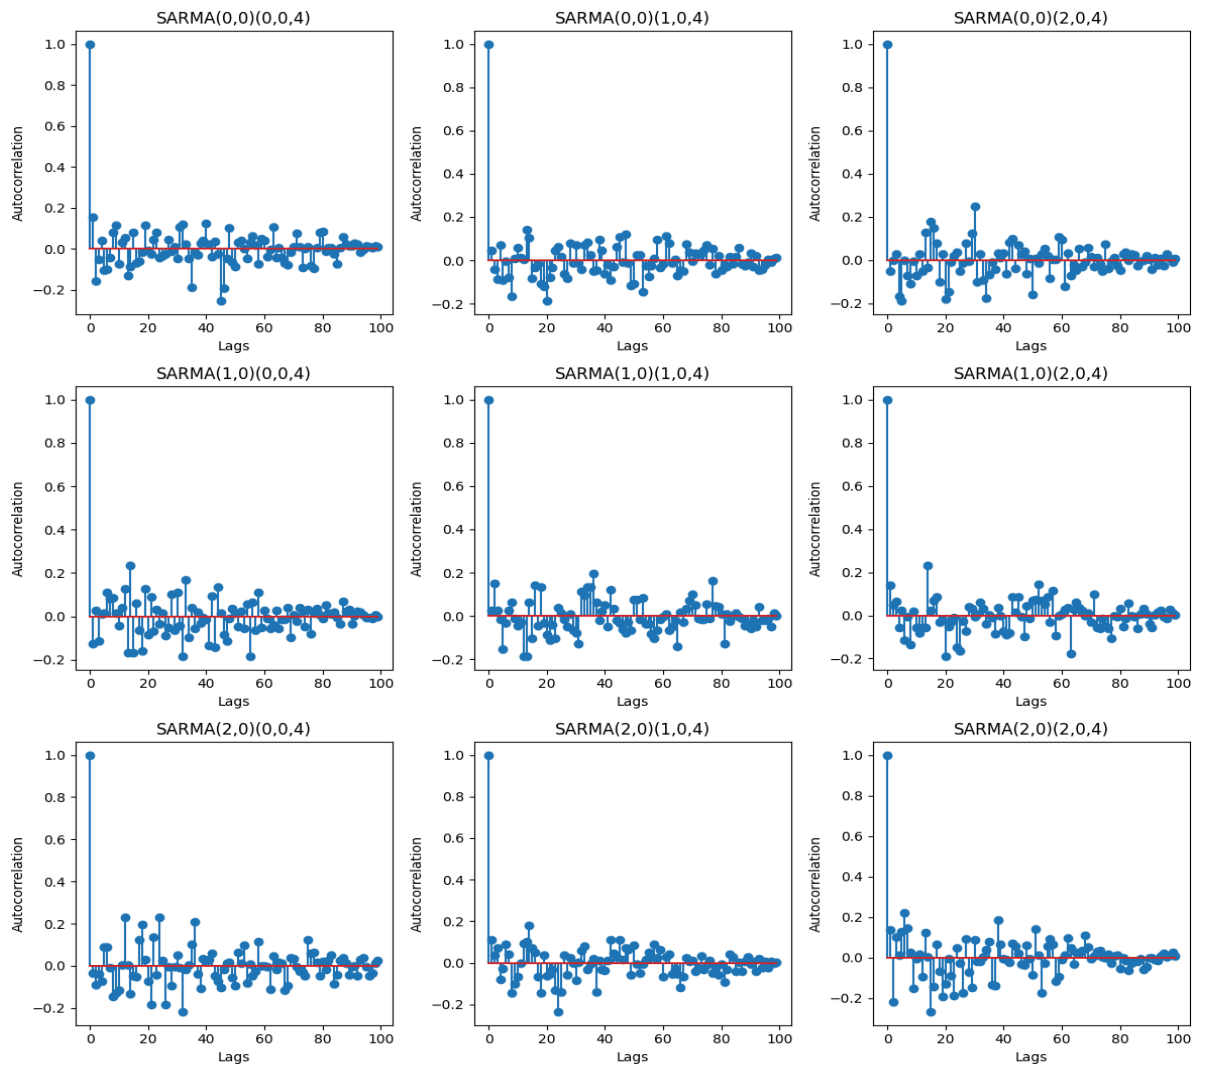 SARMA(0,0)(0,0,4)
SARMA(0,0)(1,0,4)
SARMA(0,0)(2,0,4)
1.0
0.8
0.6
0.4
0.2
0.0
−0.2
Autocorrelation
0 20 40 60 80 100
Lags
1.0
0.8
0.6
0.4
0.2
0.0
−0.2
Autocorrelation
0 20 40 60 80 100
Lags
1.0
0.8
0.6
0.4
0.2
0.0
−0.2
Autocorrelation
0 20 40 60 80 100
Lags
SARMA(1,0)(0,0,4)
SARMA(1,0)(1,0,4)
SARMA(1,0)(2,0,4)
1.0
0.8
0.6
0.4
0.2
0.0
−0.2
Autocorrelation
0 20 40 60 80 100
Lags
1.0
0.8
0.6
0.4
0.2
0.0
−0.2
Autocorrelation
0 20 40 60 80 100
Lags
1.0
0.8
0.6
0.4
0.2
0.0
−0.2
Autocorrelation
0 20 40 60 80 100
Lags
SARMA(2,0)(0,0,4)
SARMA(2,0)(1,0,4)
SARMA(2,0)(2,0,4)
1.0
0.8
0.6
0.4
0.2
0.0
−0.2
Autocorrelation
0 20 40 60 80 100
Lags
1.0
0.8
0.6
0.4
0.2
0.0
−0.2
Autocorrelation
0 20 40 60 80 100
Lags
1.0
0.8
0.6
0.4
0.2
0.0
−0.2
Autocorrelation
0 20 40 60 80 100
Lags